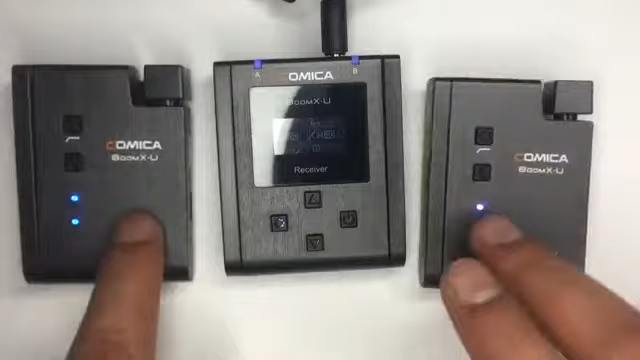 COMICA
BOOMX-U
A
B
OMICA
BOOMX-U
Receiver
COMICA
BOOMX-U